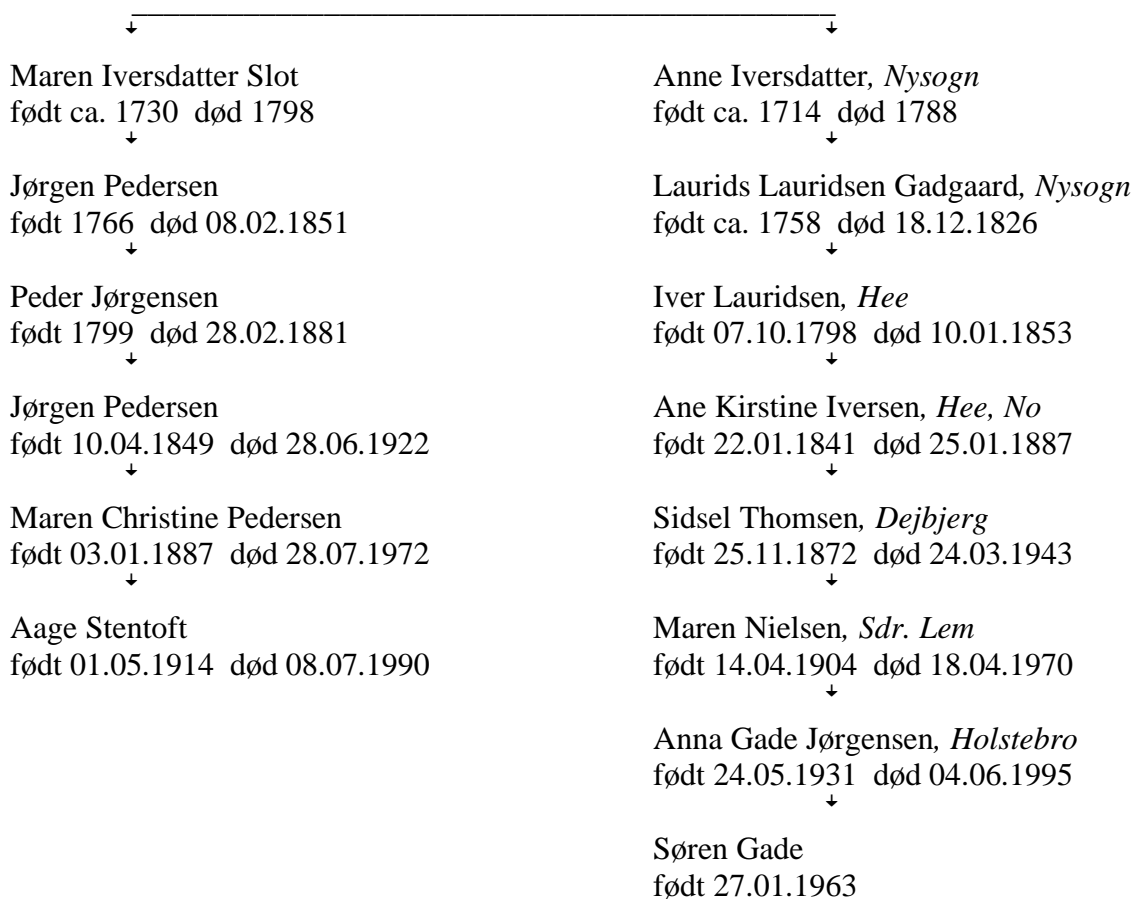 Maren Iversdatter Slot
født ca. 1730  død 1798
Jørgen Pedersen
født 1766  død 08.02.1851
Peder Jørgensen
født 1799  død 28.02.1881
Jørgen Pedersen
født 10.04.1849  død 28.06.1922
Maren Christine Pedersen
født 03.01.1887  død 28.07.1972
Aage Stentoft
født 01.05.1914  død 08.07.1990
Anne Iversdatter, Nysogn
født ca. 1714  død 1788
Laurids Lauridsen Gadgaard, Nysogn
født ca. 1758  død 18.12.1826
Iver Lauridsen, Hee
født 07.10.1798  død 10.01.1853
Ane Kirstine Iversen, Hee, No
født 22.01.1841  død 25.01.1887
Sidsel Thomsen, Dejbjerg
født 25.11.1872  død 24.03.1943
Maren Nielsen, Sdr. Lem
født 14.04.1904  død 18.04.1970
Anna Gade Jørgensen, Holstebro
født 24.05.1931  død 04.06.1995
Søren Gade
født 27.01.1963